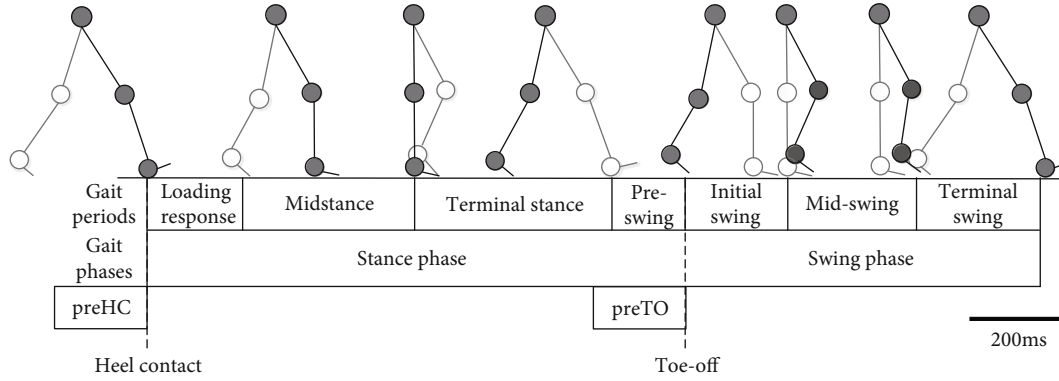 Gait
periods
Loading
response
Midstance
Terminal stance
Pre-
swing
Initial
swing
Mid-swing
Terminal
swing
Gait
phases
Stance phase
Swing phase
preHC
preTO
200ms
Heel contact
Toe-off